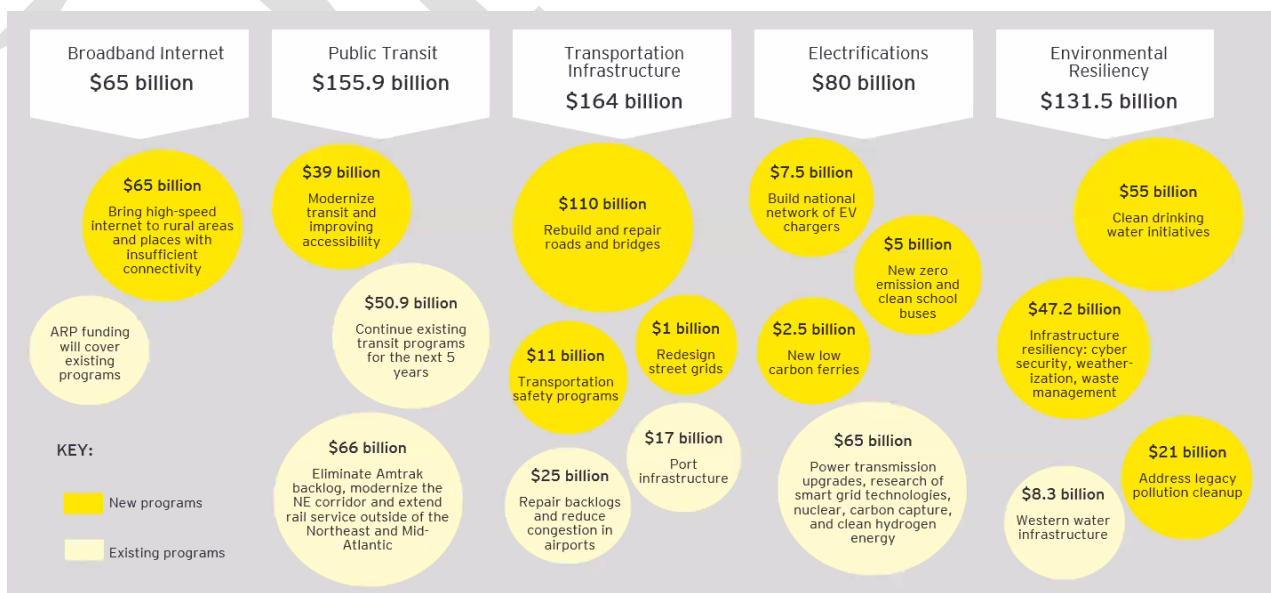 Broadband Internet
$65 billion
Public Transit
$155.9 billion
Transportation
Infrastructure
$164 billion
Electrifications
$80 billion
Environmental
Resiliency
$131.5 billion
$65 billion
Bring high-speed
internet to rural areas
and places with
insufficient
connectivity
ARP funding
will cover
existing
programs
KEY:
New programs
Existing programs
$39 billion
Modernize
transit and
improving
accessibility
$50.9 billion
Continue existing
transit programs
for the next 5
years
$66 billion
Eliminate Amtrak
backlog, modernize the
NE corridor and extend
rail service outside of the
Northeast and Mid-
Atlantic
$110 billion
Rebuild and repair
roads and bridges
$1 billion
Redesign
street grids
$11 billion
Transportation
safety programs
$17 billion
Port
infrastructure
$25 billion
Repair backlogs
and reduce
congestion in
airports
$7.5 billion
Build national
network of EV
chargers
$5 billion
New zero
emission and
clean school
buses
$2.5 billion
New low
carbon ferries
$65 billion
Power transmission
upgrades, research of
smart grid technologies,
nuclear, carbon capture,
and clean hydrogen
energy
$55 billion
Clean drinking
water initiatives
$47.2 billion
Infrastructure
resiliency: cyber
security, weather-
ization, waste
management
$21 billion
Address legacy
pollution cleanup
$8.3 billion
Western water
infrastructure